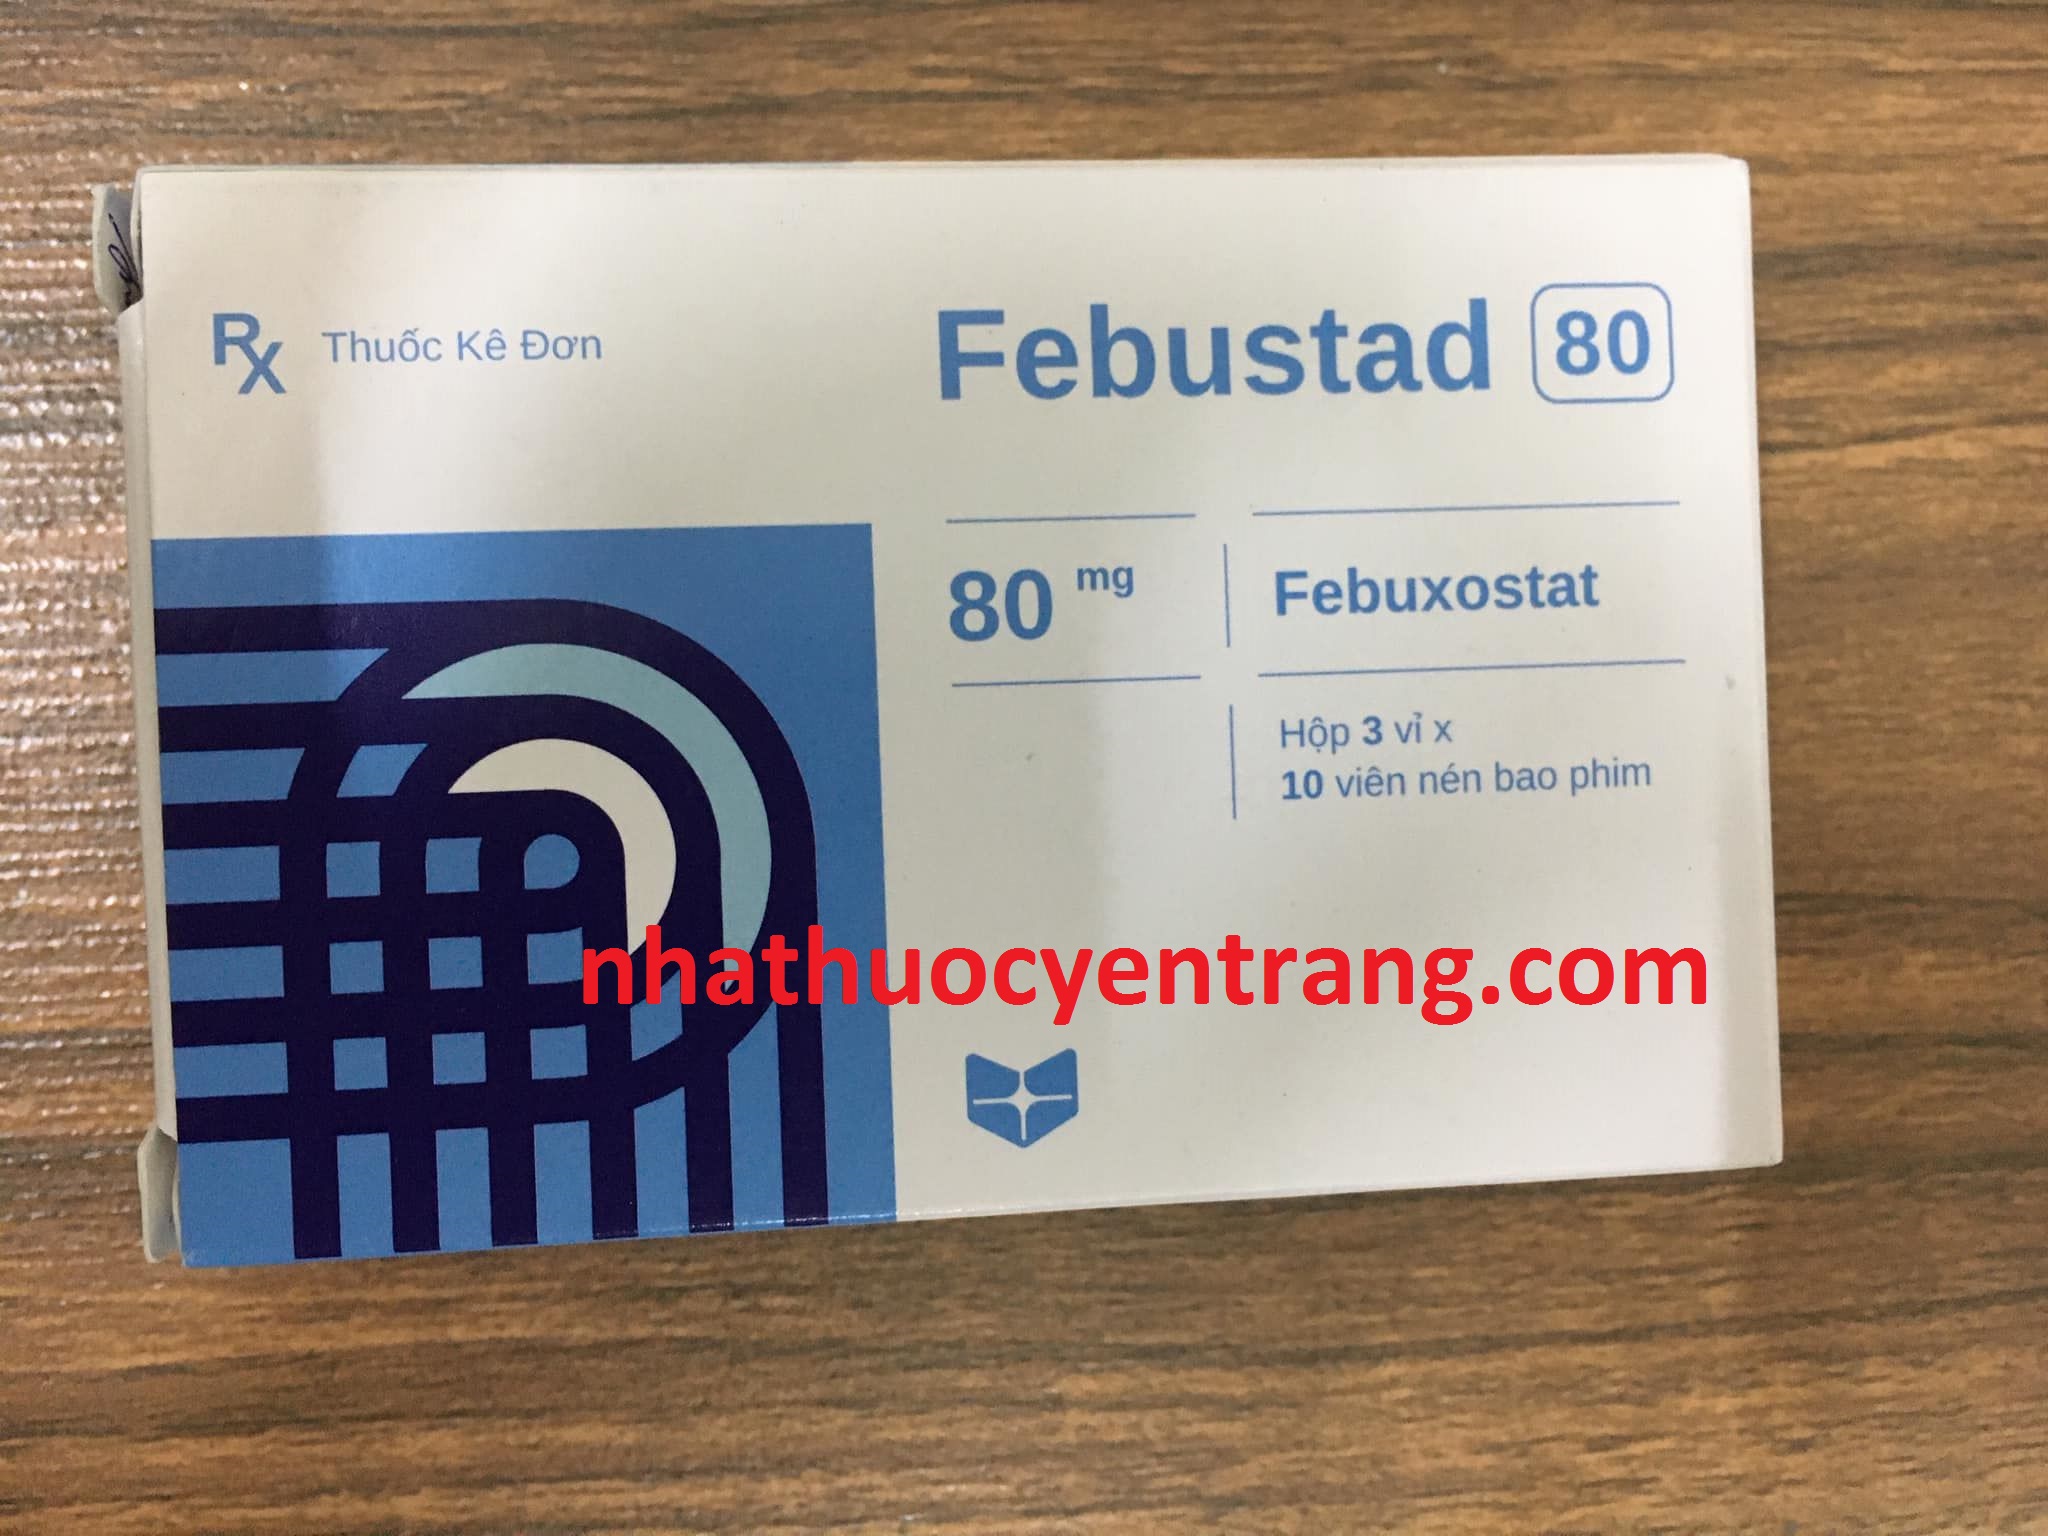 Rx Thuốc Kê Đơn
Febustad 80
80 mg
Febuxostat
Hộp 3 vỉ x
10 viên nén bao phim
nhathuocyentrang.com